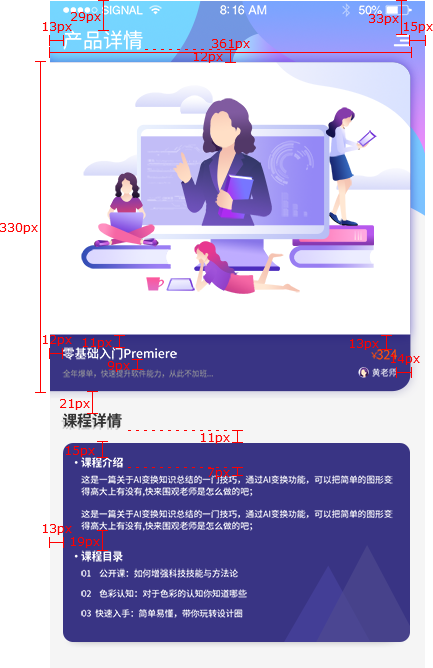 SIGNAL 8:16 AM 50%
29px
33px
13px
产品详情
15px
361px
12px
330px
11px
13px
零基础入门Premiere
¥324
9px
14px
全年爆单，快速提升软件能力，从此不加班...
黄老师
21px
课程详情
11px
15px
·课程介绍
7px
这是一篇关于AI变换知识总结的一门技巧，通过AI变换功能，可以把简单的图形变
得高大上有没有,快来围观老师是怎么做的吧；
这是一篇关于AI变换知识总结的一门技巧，通过AI变换功能，可以把简单的图形变
得高大上有没有,快来围观老师是怎么做的吧；
13px
19px
·课程目录
01 公开课：如何增强科技技能与方法论
02 色彩认知：对于色彩的认知你知道哪些
03 快速入手：简单易懂，带你玩转设计圈